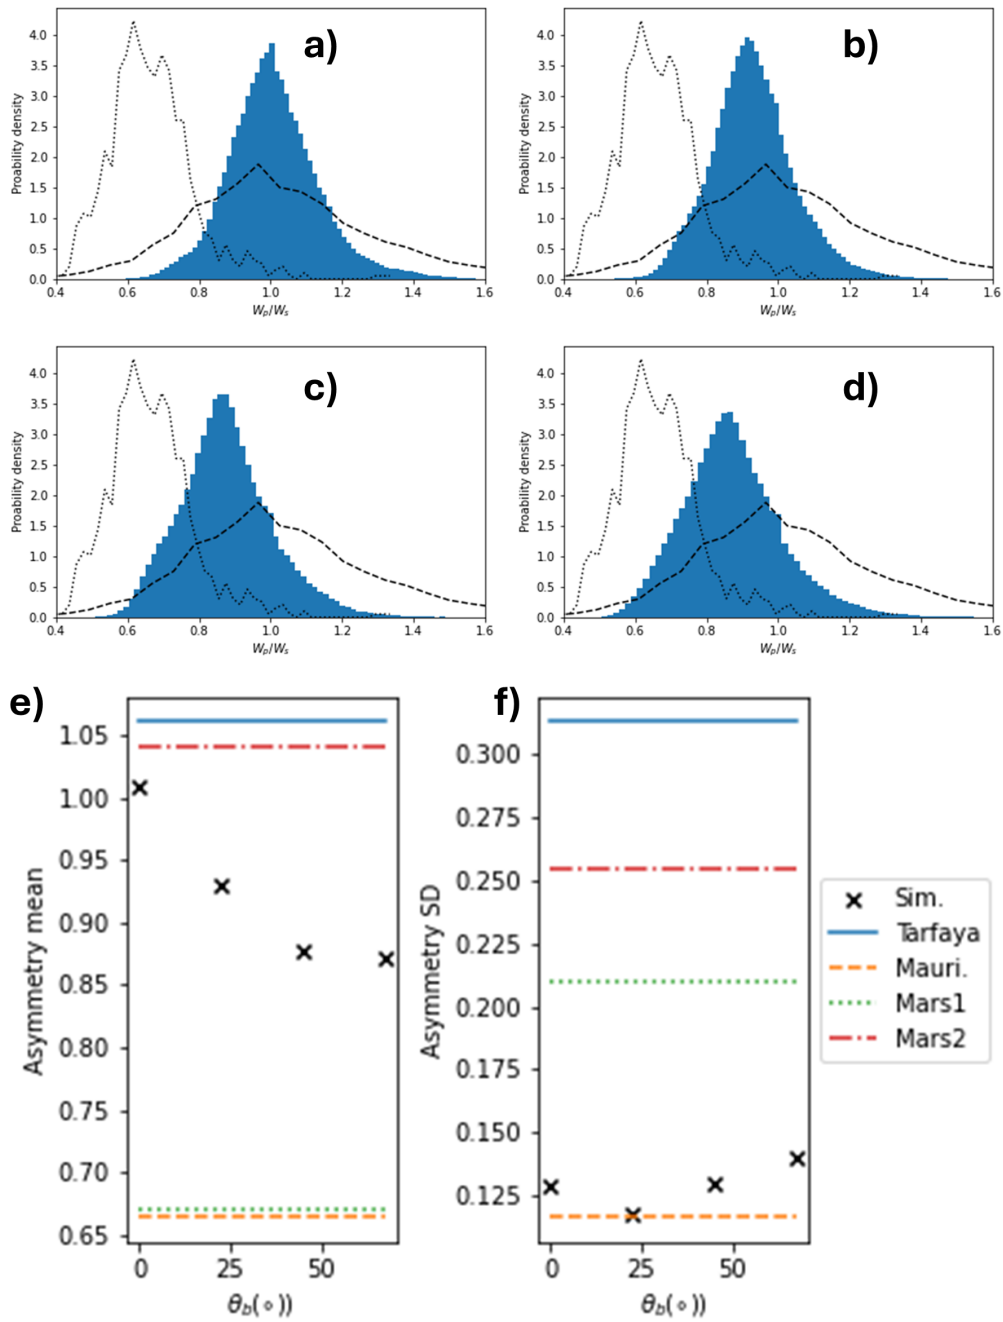 a)
4.0
3.5
3.0
2.5
2.0
1.5
1.0
0.5
0.0
Proability density
0.4 0.6 0.8 1.0 1.2 1.4 1.6
Wp/Ws
b)
4.0
3.5
3.0
2.5
2.0
1.5
1.0
0.5
0.0
Proability density
0.4 0.6 0.8 1.0 1.2 1.4 1.6
Wp/Ws
c)
4.0
3.5
3.0
2.5
2.0
1.5
1.0
0.5
0.0
Proability density
0.4 0.6 0.8 1.0 1.2 1.4 1.6
Wp/Ws
d)
4.0
3.5
3.0
2.5
2.0
1.5
1.0
0.5
0.0
Proability density
0.4 0.6 0.8 1.0 1.2 1.4 1.6
Wp/Ws
e)
1.05
1.00
0.95
0.90
0.85
0.80
0.75
0.70
0.65
Asymmetry mean
0 25 50
θb(∘))
f)
0.300
0.275
0.250
0.225
0.200
0.175
0.150
0.125
Asymmetry SD
0 25 50
θb(∘))
Sim.
Tarfaya
Mauri.
Mars1
Mars2